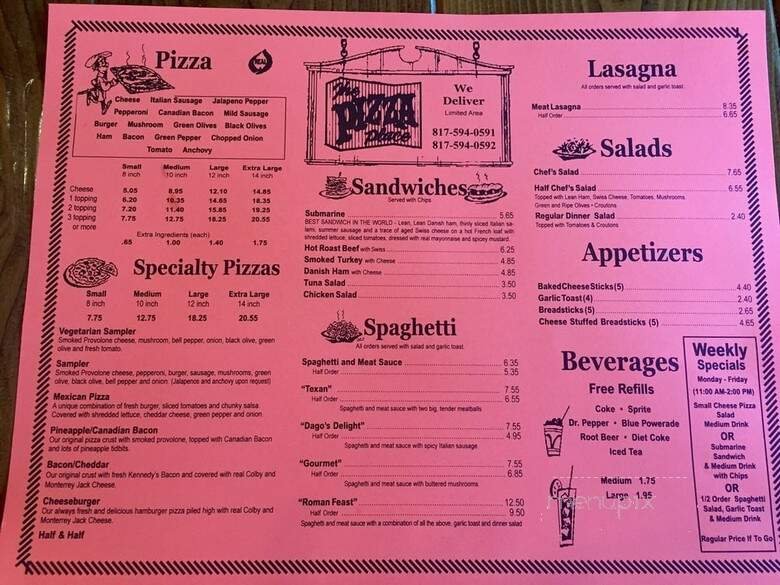 Pizza
REAL
Cheese Italian Sausage Jalapeno Pepper
Pepperoni Canadian Bacon Mild Sausage
Burger Mushroom Green Olives Black Olives
Ham Bacon Green Pepper Chopped Onion
Tomato Anchovy
Small Medium Large Extra Large
8 inch 10 inch 12 inch 14 inch
Cheese 5.05 8.95 12.10 14.85
1 topping 6.20 10.35 14.65 18.35
2 topping 7.20 11.40 15.85 19.25
3 topping 7.75 12.75 18.25 20.55
or more
Extra Ingredients (each)
.65 1.00 1.40 1.75
Specialty Pizzas
Small Medium Large Extra Large
8 inch 10 inch 12 inch 14 inch
7.75 12.75 18.25 20.55
Vegetarian Sampler
Smoked Provolone cheese, mushroom, bell pepper, onion, black olive, green
olive and fresh tomato.
Sampler
Smoked Provolone cheese, pepperoni, burger, sausage, mushrooms, green
olive, black olive, bell pepper and onion. (Jalapenos and anchovy upon request)
Mexican Pizza
A unique combination of fresh burger, sliced tomatoes and chunky salsa.
Covered with shredded lettuce, cheddar cheese, green pepper and onion.
Pineapple/Canadian Bacon
Our original pizza crust with smoked provolone, topped with Canadian Bacon
and lots of pineapple tidbits.
Bacon/Cheddar
Our original crust with fresh Kennedy's Bacon and covered with real Colby and
Monterrey Jack Cheese.
Cheeseburger
Our always fresh and delicious hamburger pizza piled high with real Colby and
Monterrey Jack Cheese.
Half & Half
The
PIZZA
Place
We
Deliver
Limited Area
817-594-0591
817-594-0592
Sandwiches
Served with Chips
Submarine 5.65
BEST SANDWICH IN THE WORLD - Lean, Lean Danish ham, thinly sliced Italian sa-
lami, summer sausage and a trace of aged Swiss cheese on a hot French loaf with
shredded lettuce, sliced tomatoes, dressed with real mayonnaise and spicey mustard.
Hot Roast Beef with Swiss 6.25
Smoked Turkey with Cheese 4.85
Danish Ham with Cheese 4.85
Tuna Salad 3.50
Chicken Salad 3.50
Spaghetti
All orders served with salad and garlic toast.
Spaghetti and Meat Sauce 6.35
Half Order 5.35
"Texan" 7.55
Half Order 6.55
Spaghetti and meat sauce with two big, tender meatballs
"Dago's Delight" 7.55
Half Order 4.95
Spaghetti and meat sauce with spicy Italian sausage.
"Gourmet" 7.55
Half Order 6.85
Spaghetti and meat sauce with buttered mushrooms.
"Roman Feast" 12.50
Half Order 9.50
Spaghetti and meat sauce with a combination of all the above, garlic toast and dinner salad
Lasagna
All orders served with salad and garlic toast.
Meat Lasagna 8.35
Half Order 6.65
Salads
Chef's Salad 7.65
Half Chef's Salad 6.55
Topped with Lean Ham, Swiss Cheese, Tomatoes, Mushrooms,
Green and Ripe Olives • Croutons
Regular Dinner Salad 2.40
Topped with Tomatoes & Croutons
Appetizers
Baked Cheese Sticks (5) 4.40
Garlic Toast (4) 2.40
Breadsticks (5) 2.65
Cheese Stuffed Breadsticks (5) 4.65
Beverages
Free Refills
Coke • Sprite
Dr. Pepper • Blue Powerade
Root Beer • Diet Coke
Iced Tea
Medium 1.75
Large 1.95
Weekly
Specials
Monday - Friday
(11:00 AM-2:00 PM)
Small Cheese Pizza
Salad
Medium Drink
OR
Submarine
Sandwich
& Medium Drink
with Chips
OR
1/2 Order Spaghetti
Salad, Garlic Toast
& Medium Drink
Regular Price If To Go
menupix